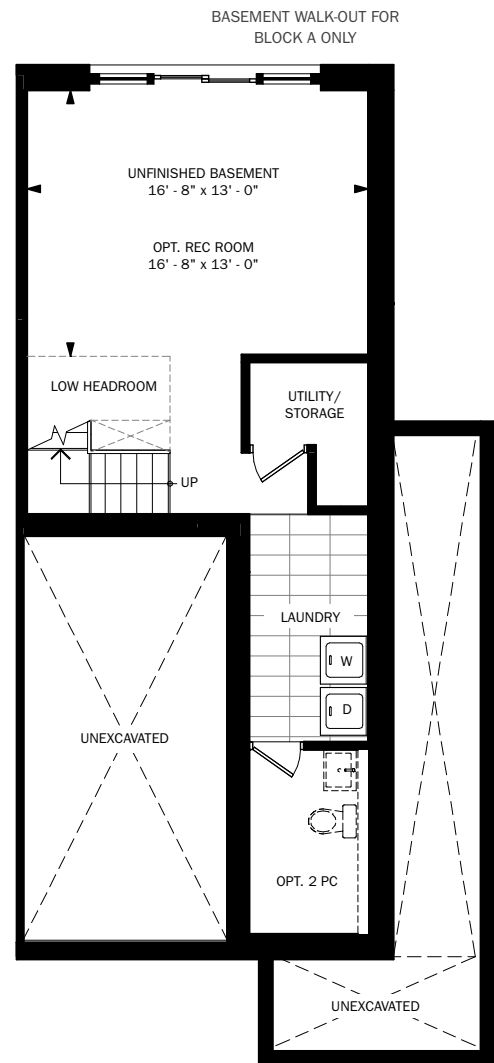 BASEMENT WALK-OUT FOR
BLOCK A ONLY
UNFINISHED BASEMENT
16' - 8" x 13' - 0"
OPT. REC ROOM
16' - 8" x 13' - 0"
LOW HEADROOM
UTILITY/
STORAGE
UP
LAUNDRY
W
D
UNEXCAVATED
OPT. 2 PC
UNEXCAVATED